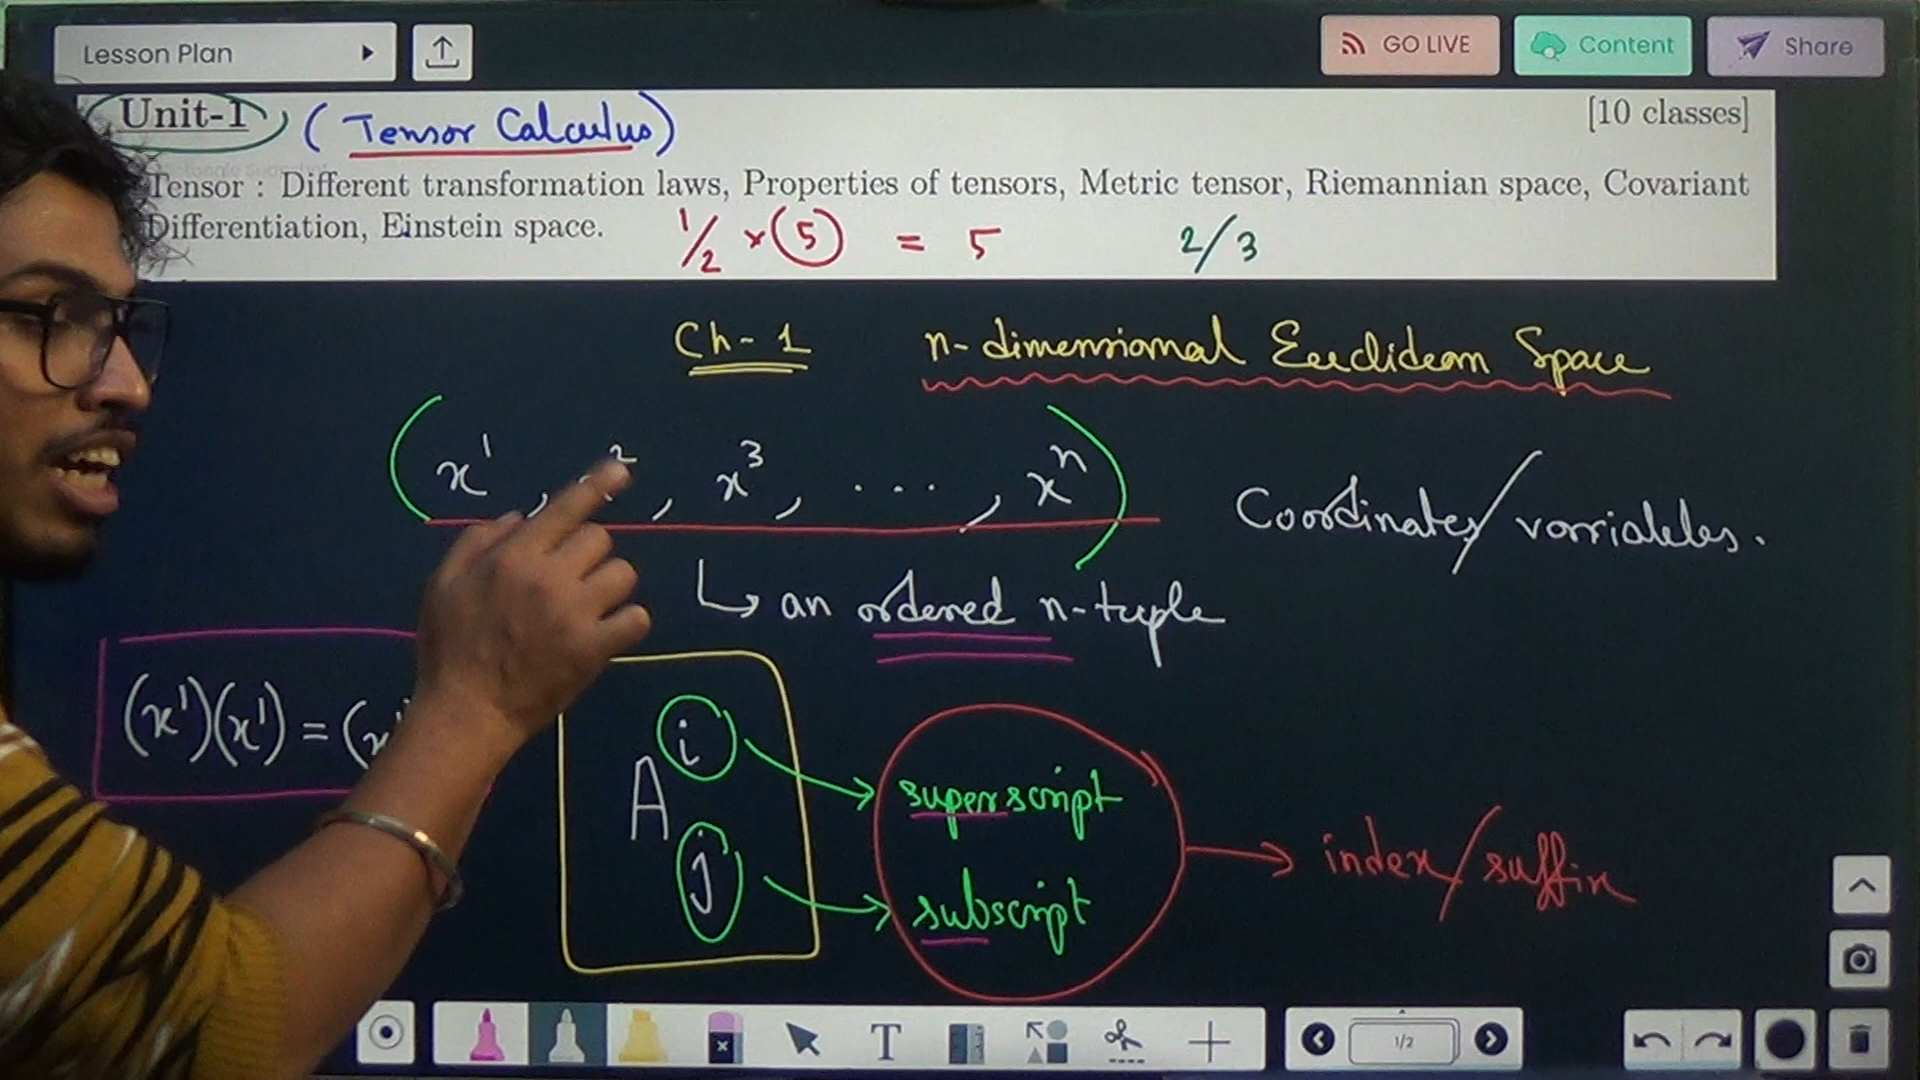 Lesson Plan
GO LIVE
Content
Share
Unit-1 (Tensor Calculus)
[10 classes]
Tensor : Different transformation laws, Properties of tensors, Metric tensor, Riemannian space, Covariant
Differentiation, Einstein space.
1/2 × (5) = 5
2/3
Ch-1 n-dimensional Euclidean Space
(x¹, x², x³, ..., xⁿ)
Coordinates/variables.
↳ an ordered n-tuple
(x¹)(x¹) = (x
A i j
→ superscript
→ subscript
→ index/suffix
T
1/2